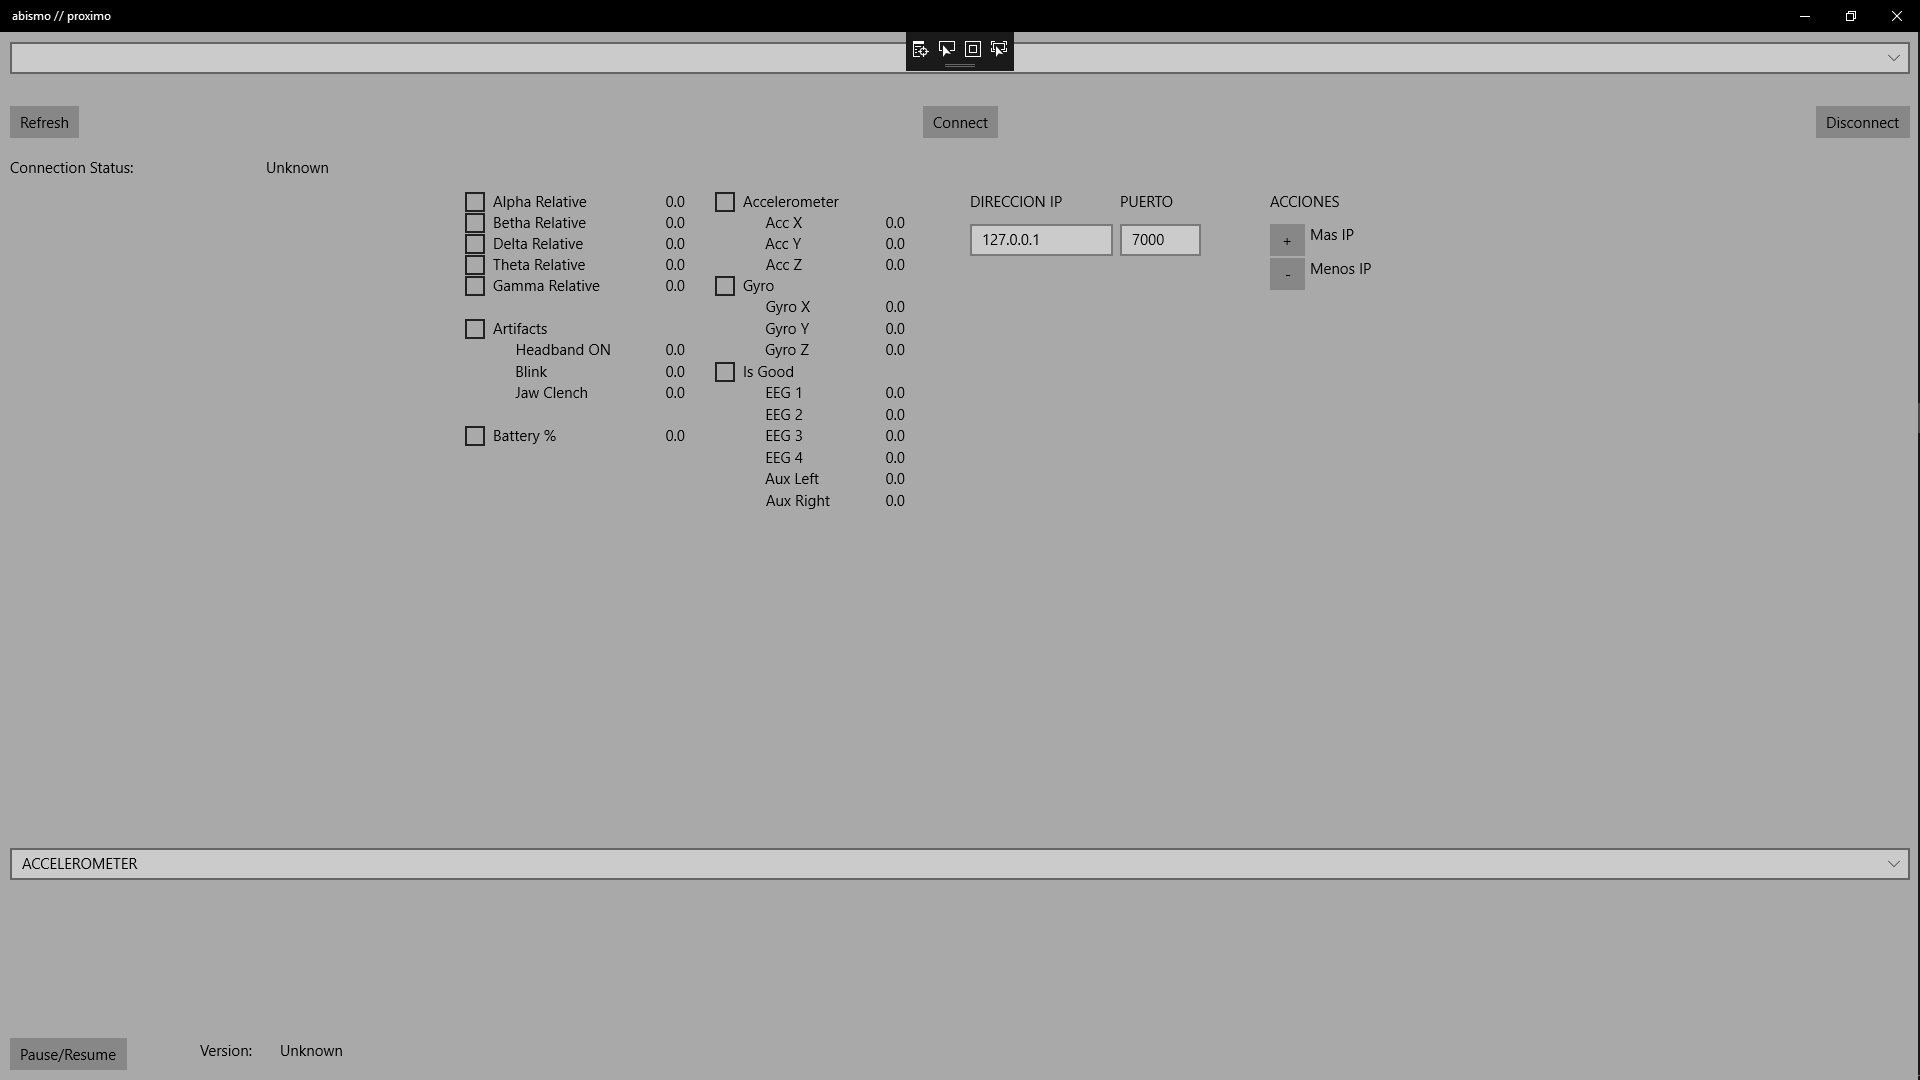 abismo // proximo
Refresh
Connect
Disconnect
Connection Status: Unknown
Alpha Relative 0.0
Betha Relative 0.0
Delta Relative 0.0
Theta Relative 0.0
Gamma Relative 0.0
Artifacts
Headband ON 0.0
Blink 0.0
Jaw Clench 0.0
Battery % 0.0
Accelerometer
Acc X 0.0
Acc Y 0.0
Acc Z 0.0
Gyro
Gyro X 0.0
Gyro Y 0.0
Gyro Z 0.0
Is Good
EEG 1 0.0
EEG 2 0.0
EEG 3 0.0
EEG 4 0.0
Aux Left 0.0
Aux Right 0.0
DIRECCION IP PUERTO
127.0.0.1 7000
ACCIONES
+ Mas IP
- Menos IP
ACCELEROMETER
Pause/Resume
Version: Unknown